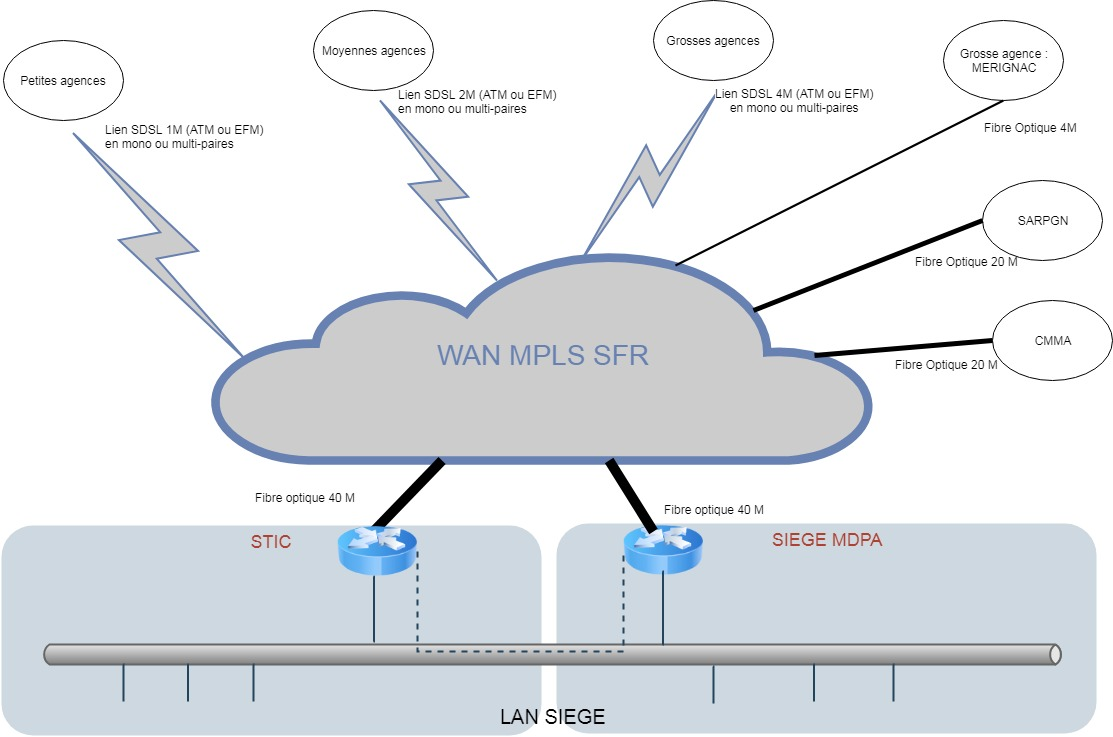 Petites agences
Lien SDSL 1M (ATM ou EFM)
en mono ou multi-paires
Moyennes agences
Lien SDSL 2M (ATM ou EFM)
en mono ou multi-paires
Grosses agences
Lien SDSL 4M (ATM ou EFM)
en mono ou multi-paires
Grosse agence :
MERIGNAC
Fibre Optique 4M
SARPGN
Fibre Optique 20 M
CMMA
Fibre Optique 20 M
WAN MPLS SFR
Fibre optique 40 M
Fibre optique 40 M
STIC
SIEGE MDPA
LAN SIEGE